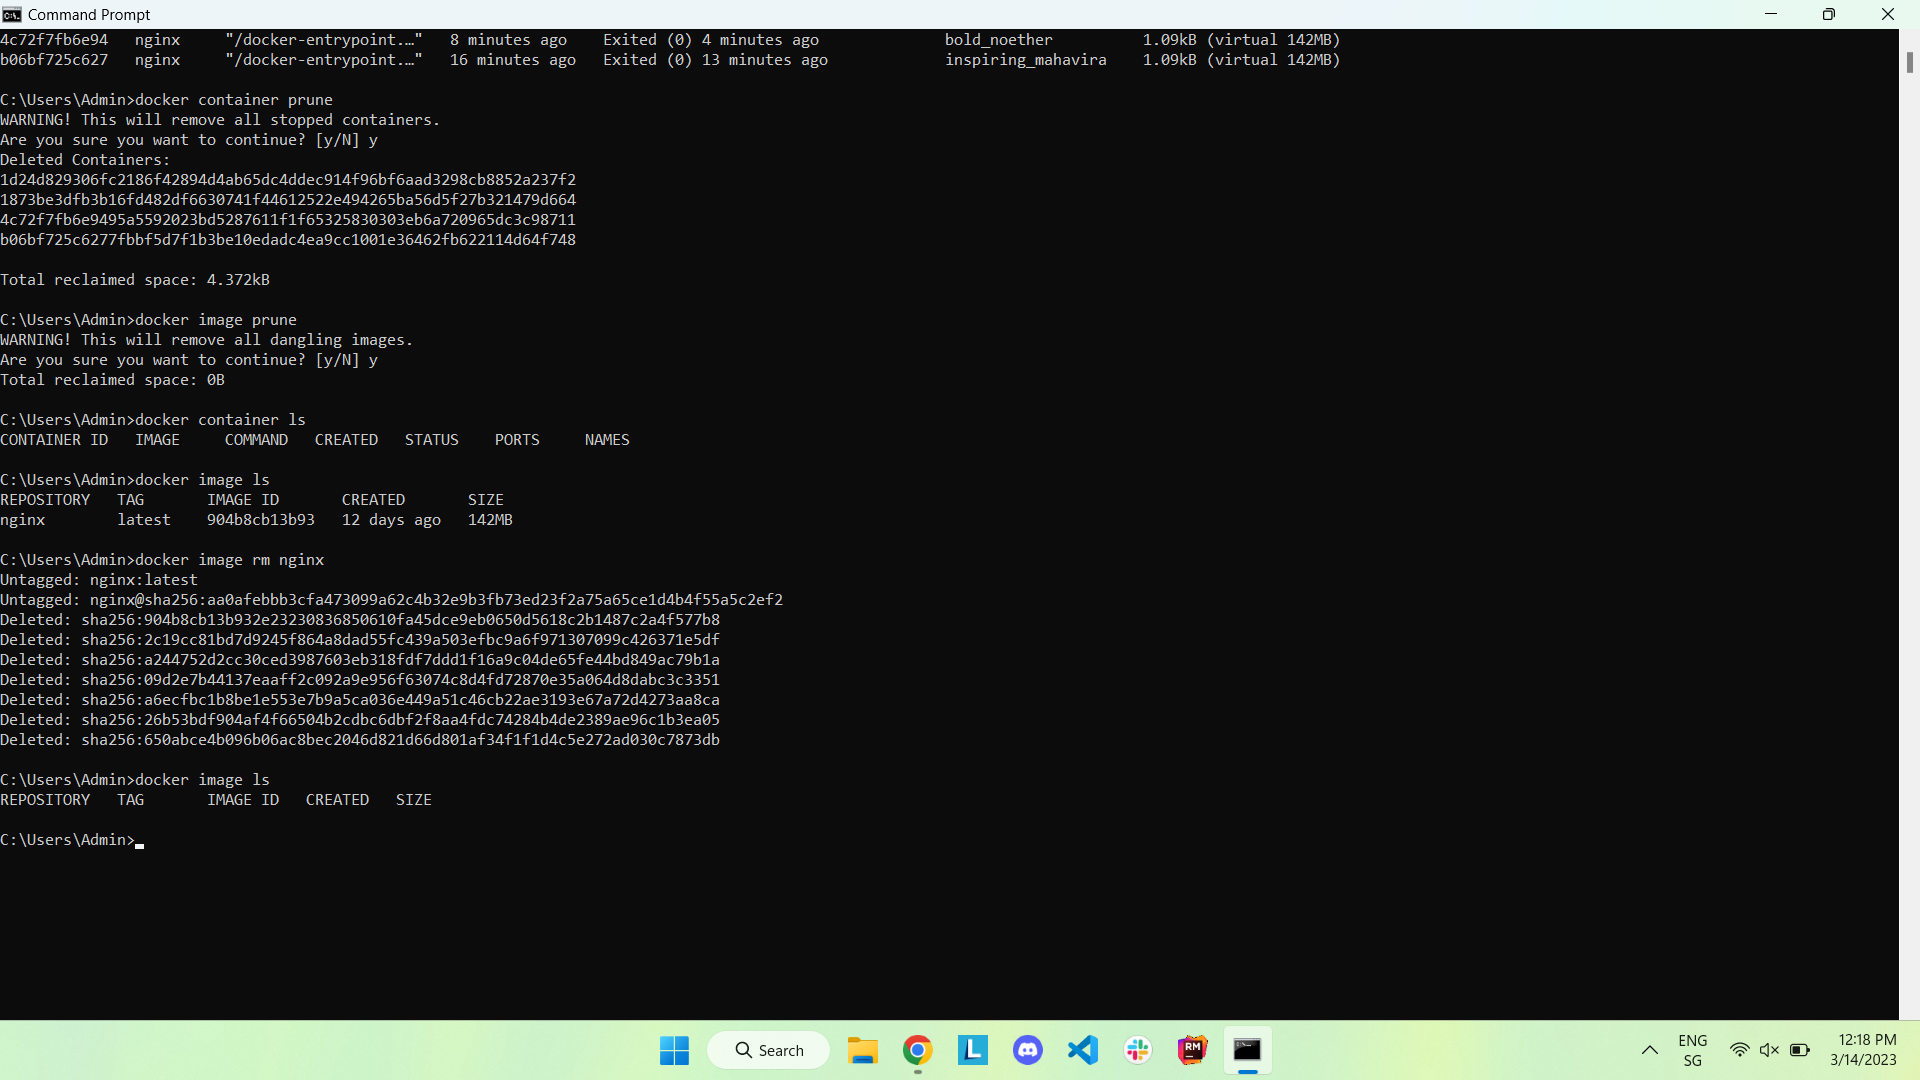 Command Prompt
4c72f7fb6e94   nginx     "/docker-entrypoint.…"   8 minutes ago    Exited (0) 4 minutes ago              bold_noether          1.09kB (virtual 142MB)
b06bf725c627   nginx     "/docker-entrypoint.…"   16 minutes ago   Exited (0) 13 minutes ago             inspiring_mahavira    1.09kB (virtual 142MB)
C:\Users\Admin>docker container prune
WARNING! This will remove all stopped containers.
Are you sure you want to continue? [y/N] y
Deleted Containers:
1d24d829306fc2186f42894d4ab65dc4ddec914f96bf6aad3298cb8852a237f2
1873be3dfb3b16fd482df6630741f44612522e494265ba56d5f27b321479d664
4c72f7fb6e9495a5592023bd5287611f1f65325830303eb6a720965dc3c98711
b06bf725c6277fbbf5d7f1b3be10edadc4ea9cc1001e36462fb622114d64f748
Total reclaimed space: 4.372kB
C:\Users\Admin>docker image prune
WARNING! This will remove all dangling images.
Are you sure you want to continue? [y/N] y
Total reclaimed space: 0B
C:\Users\Admin>docker container ls
CONTAINER ID   IMAGE     COMMAND   CREATED   STATUS    PORTS     NAMES
C:\Users\Admin>docker image ls
REPOSITORY   TAG       IMAGE ID       CREATED       SIZE
nginx        latest    904b8cb13b93   12 days ago   142MB
C:\Users\Admin>docker image rm nginx
Untagged: nginx:latest
Untagged: nginx@sha256:aa0afebbb3cfa473099a62c4b32e9b3fb73ed23f2a75a65ce1d4b4f55a5c2ef2
Deleted: sha256:904b8cb13b932e23230836850610fa45dce9eb0650d5618c2b1487c2a4f577b8
Deleted: sha256:2c19cc81bd7d9245f864a8dad55fc439a503efbc9a6f971307099c426371e5df
Deleted: sha256:a244752d2cc30ced3987603eb318fdf7ddd1f16a9c04de65fe44bd849ac79b1a
Deleted: sha256:09d2e7b44137eaaff2c092a9e956f63074c8d4fd72870e35a064d8dabc3c3351
Deleted: sha256:a6ecfbc1b8be1e553e7b9a5ca036e449a51c46cb22ae3193e67a72d4273aa8ca
Deleted: sha256:26b53bdf904af4f66504b2cdbc6dbf2f8aa4fdc74284b4de2389ae96c1b3ea05
Deleted: sha256:650abce4b096b06ac8bec2046d821d66d801af34f1f1d4c5e272ad030c7873db
C:\Users\Admin>docker image ls
REPOSITORY   TAG       IMAGE ID   CREATED   SIZE
C:\Users\Admin>
Search
L
RM
ENG
SG
12:18 PM
3/14/2023